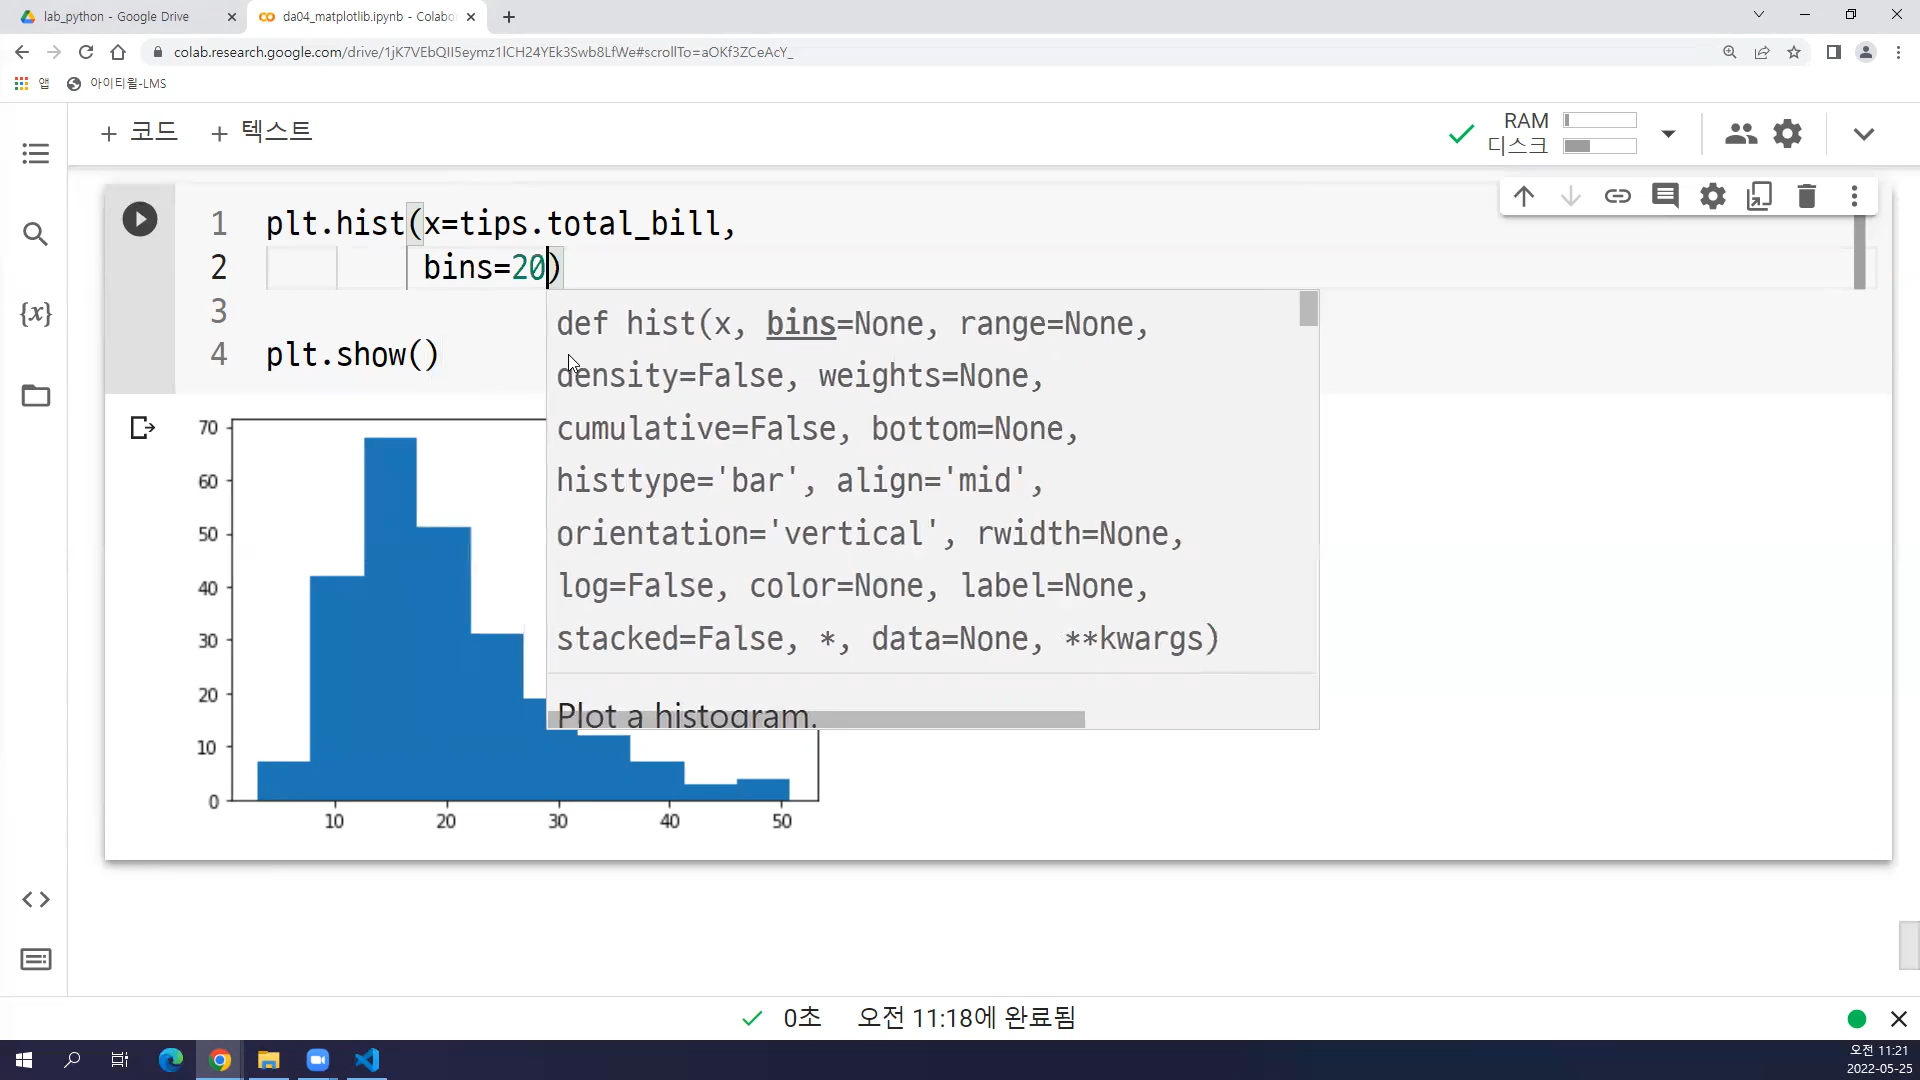 lab_python - Google Drive
da04_matplotlib.ipynb - Colabo
colab.research.google.com/drive/1jK7VEbQII5eymz1lCH24YEk3Swb8LfWe#scrollTo=aOKf3ZCeAcY_
앱
아이티윌-LMS
+ 코드 + 텍스트
RAM
디스크
1 plt.hist(x=tips.total_bill,
2 bins=20)
3
4 plt.show()
def hist(x, bins=None, range=None,
density=False, weights=None,
cumulative=False, bottom=None,
histtype='bar', align='mid',
orientation='vertical', rwidth=None,
log=False, color=None, label=None,
stacked=False, *, data=None, **kwargs)
Plot a histogram.
70
60
50
40
30
20
10
0
10 20 30 40 50
{x}
0초 오전 11:18에 완료됨
오전 11:21
2022-05-25